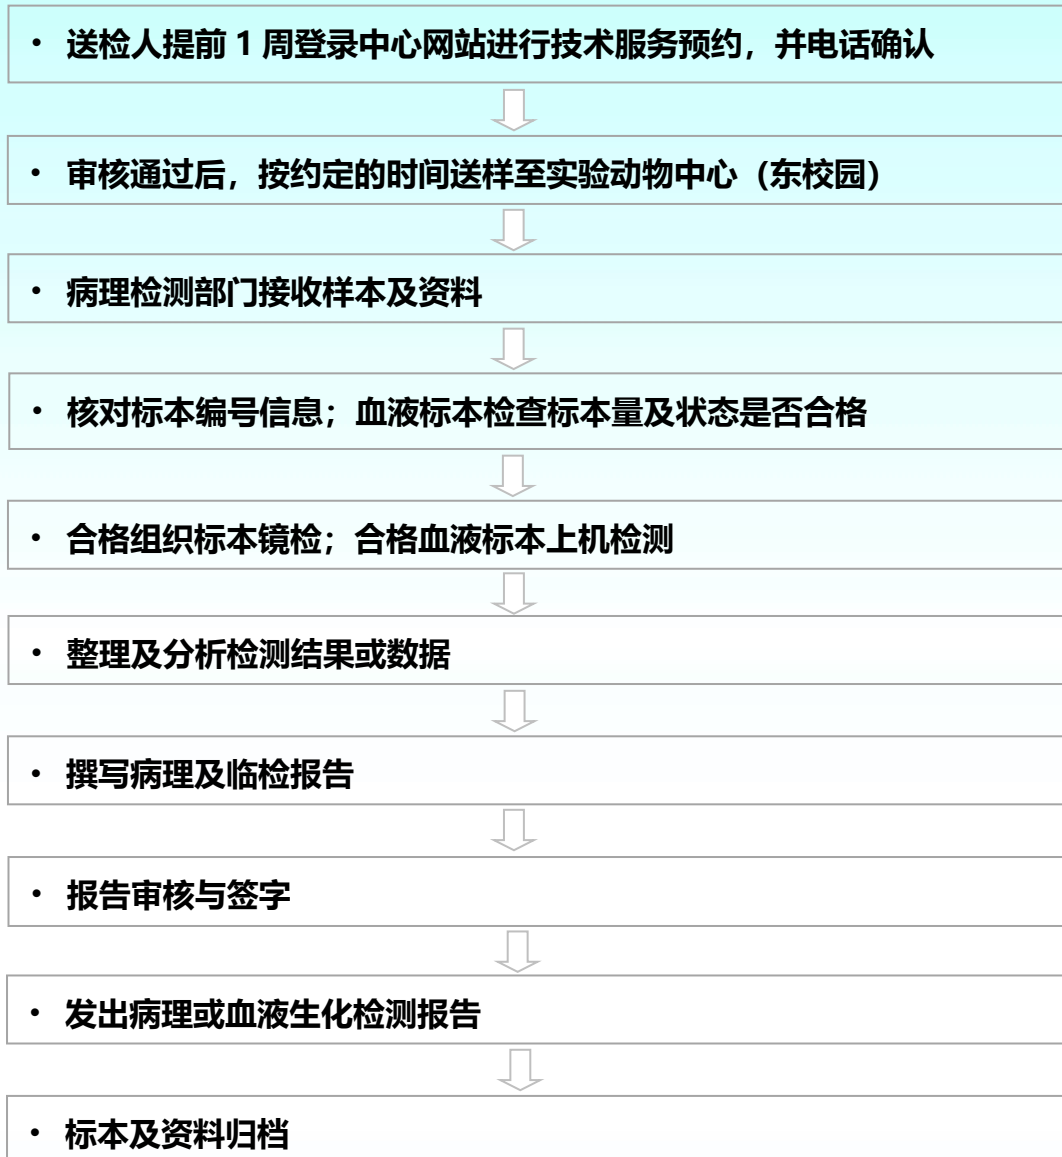 • 送检人提前 1 周登录中心网站进行技术服务预约，并电话确认
• 审核通过后，按约定的时间送样至实验动物中心（东校园）
• 病理检测部门接收样本及资料
• 核对标本编号信息；血液标本检查标本量及状态是否合格
• 合格组织标本镜检；合格血液标本上机检测
• 整理及分析检测结果或数据
• 撰写病理及临检报告
• 报告审核与签字
• 发出病理或血液生化检测报告
• 标本及资料归档